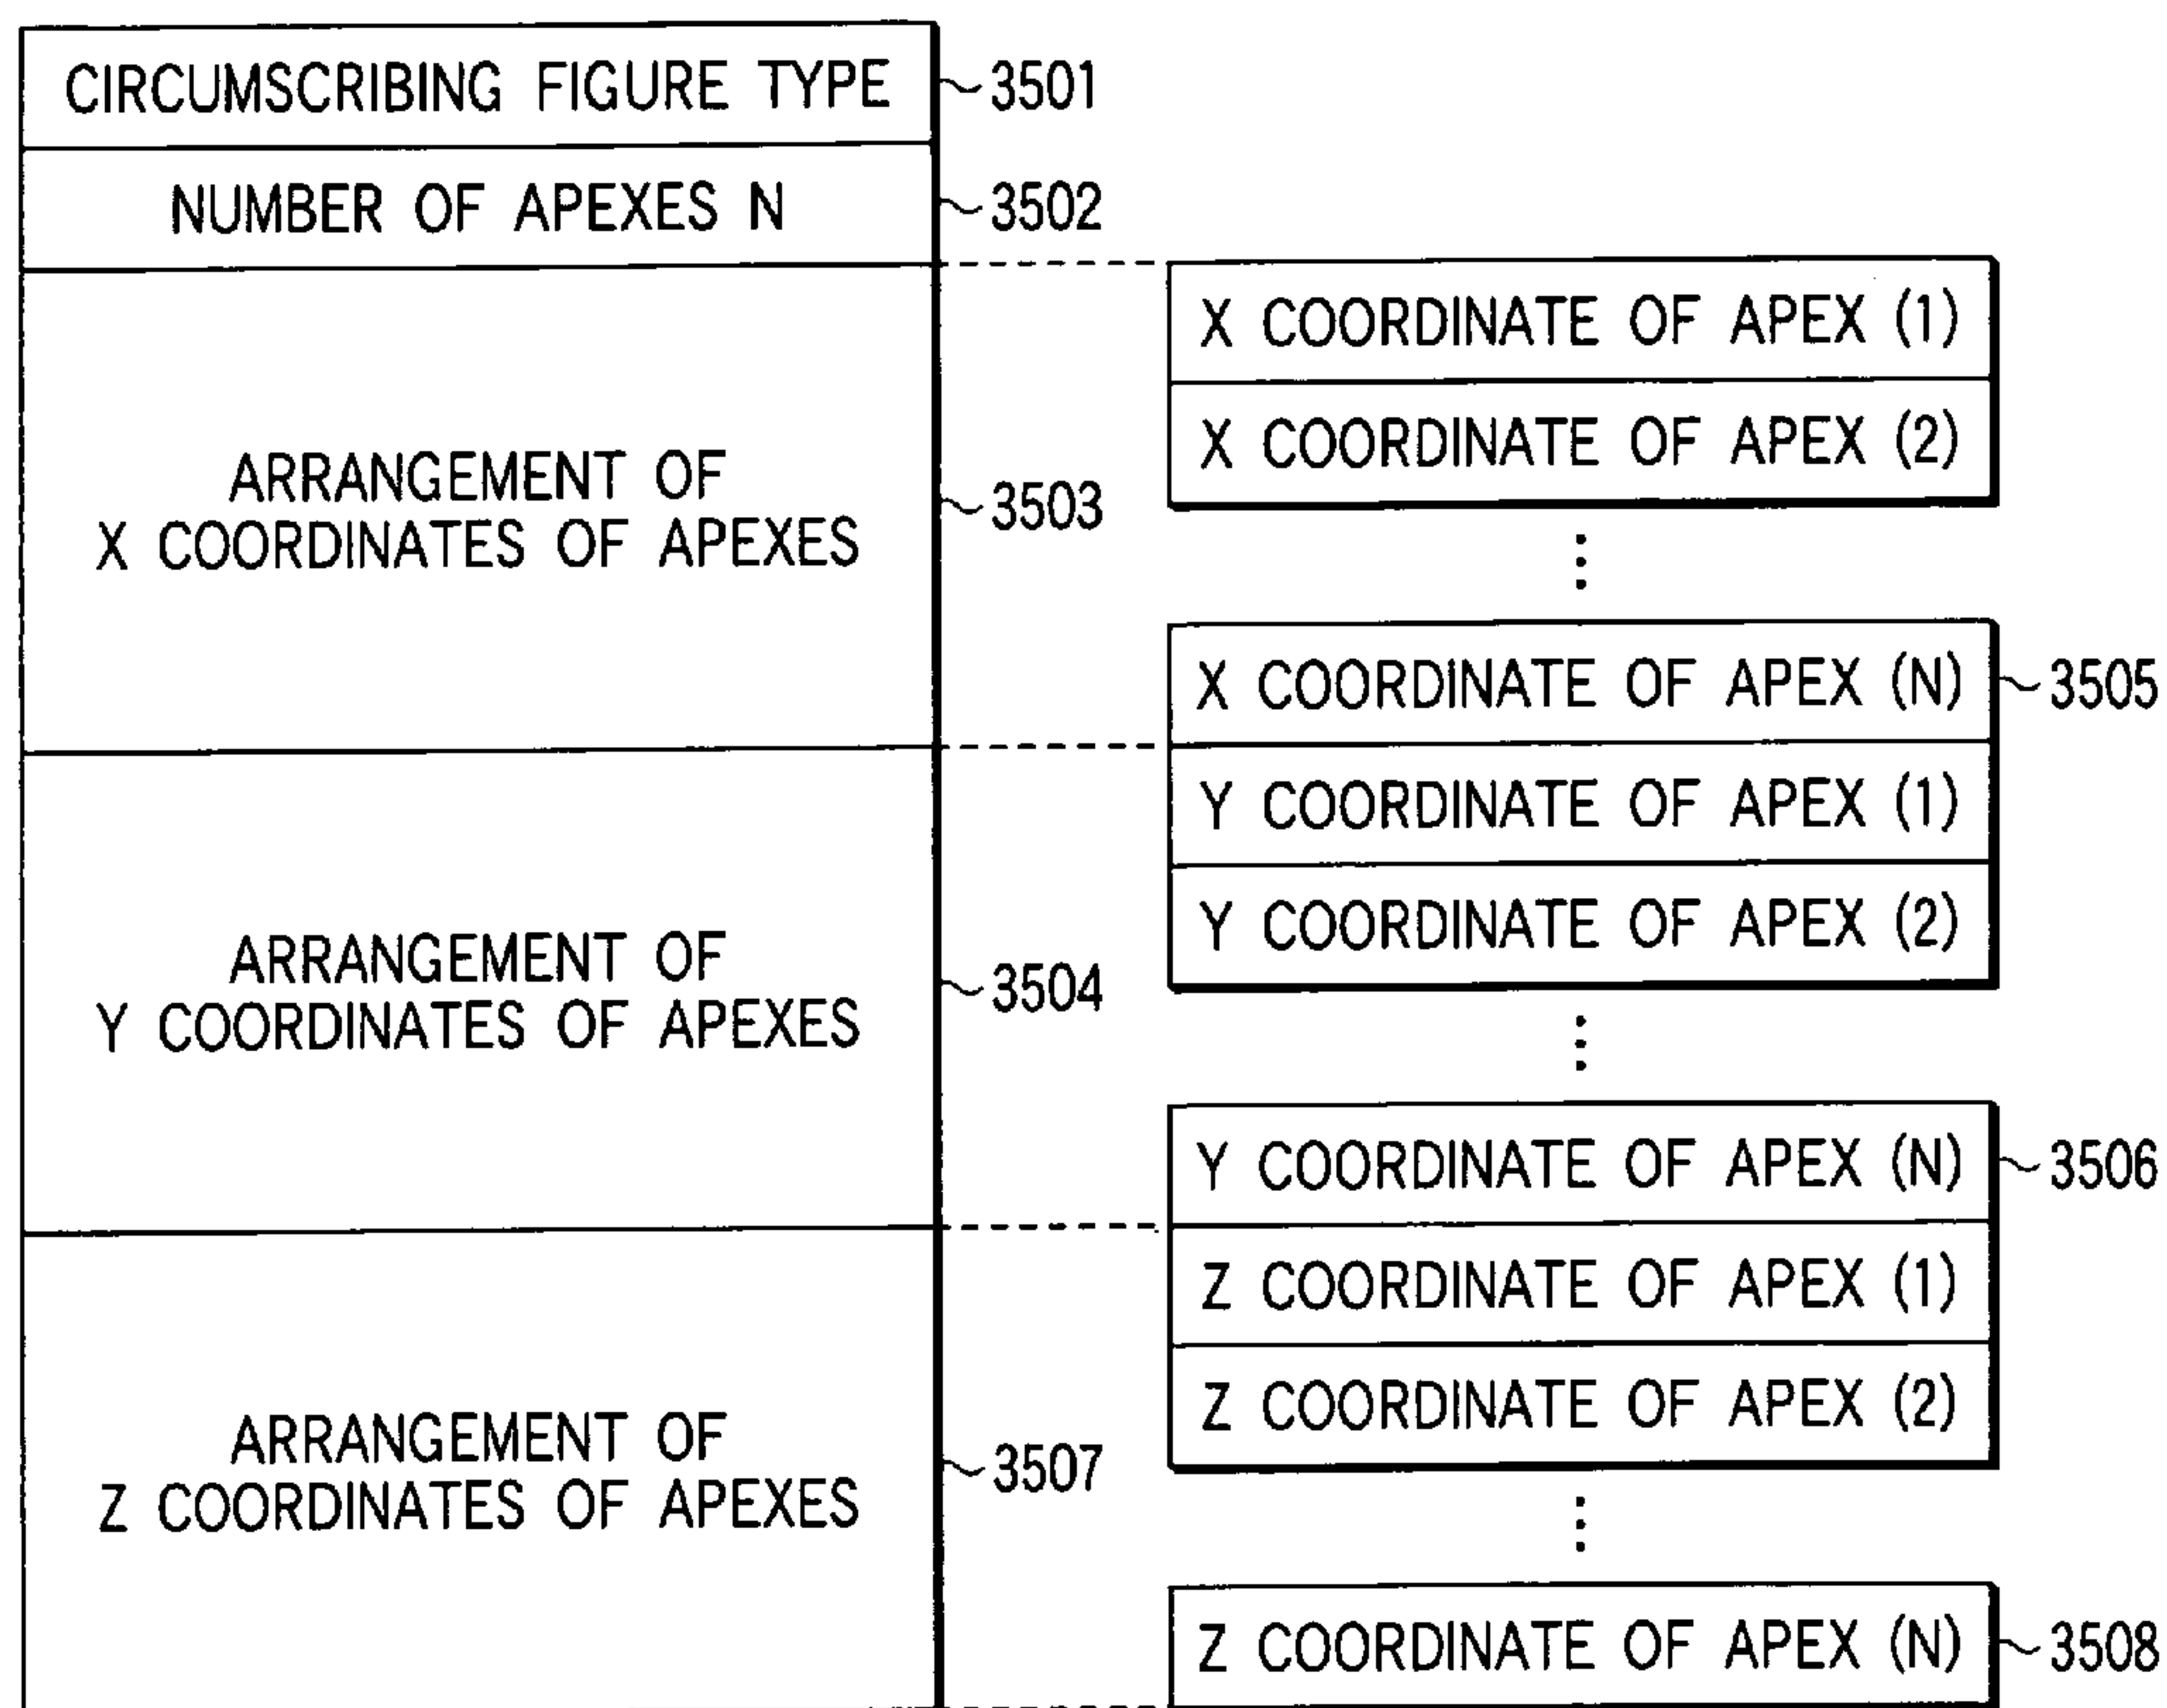 CIRCUMSCRIBING FIGURE TYPE
3501
NUMBER OF APEXES N
3502
ARRANGEMENT OF
X COORDINATES OF APEXES
3503
X COORDINATE OF APEX (1)
X COORDINATE OF APEX (2)
X COORDINATE OF APEX (N)
3505
ARRANGEMENT OF
Y COORDINATES OF APEXES
3504
Y COORDINATE OF APEX (1)
Y COORDINATE OF APEX (2)
Y COORDINATE OF APEX (N)
3506
ARRANGEMENT OF
Z COORDINATES OF APEXES
3507
Z COORDINATE OF APEX (1)
Z COORDINATE OF APEX (2)
Z COORDINATE OF APEX (N)
3508